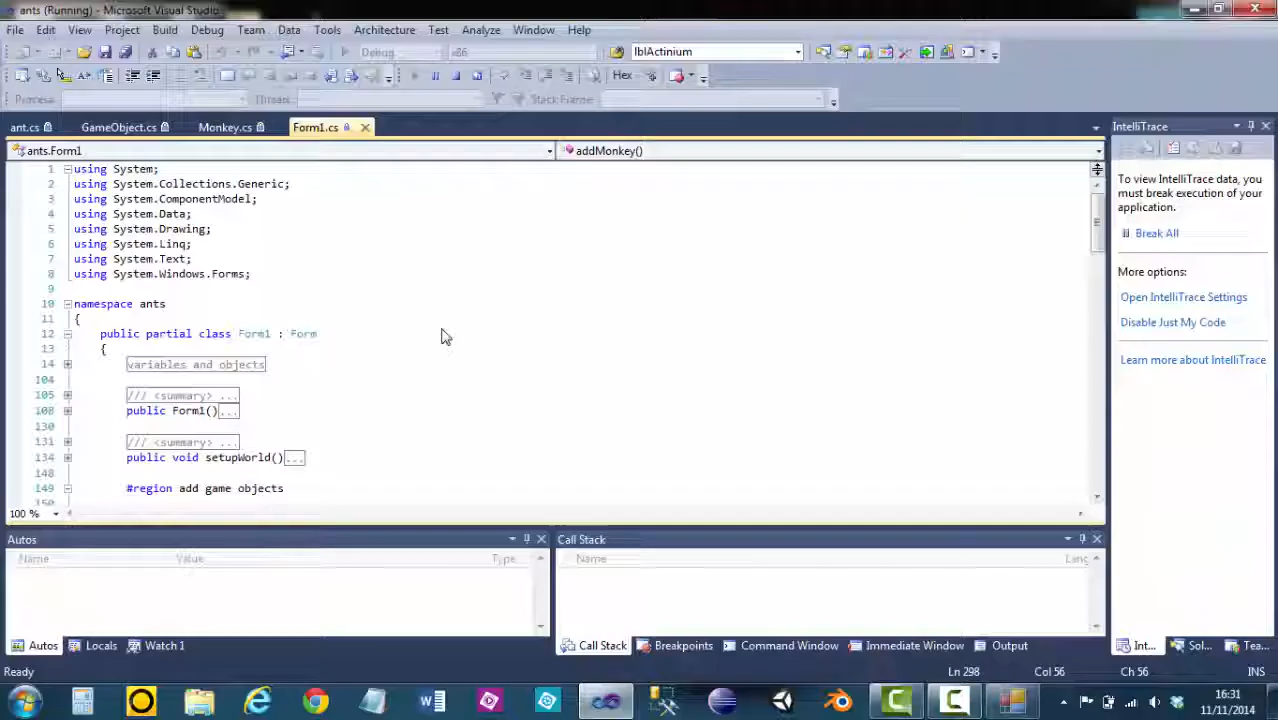 ants (Running) - Microsoft Visual Studio
File Edit View Project Build Debug Team Data Tools Architecture Test Analyze Window Help
Debug x86 lblActinium
Hex
Process: Thread: Stack Frame:
ant.cs GameObject.cs Monkey.cs Form1.cs
ants.Form1 addMonkey()
1 using System;
2 using System.Collections.Generic;
3 using System.ComponentModel;
4 using System.Data;
5 using System.Drawing;
6 using System.Linq;
7 using System.Text;
8 using System.Windows.Forms;
9
10 namespace ants
11 {
12 public partial class Form1 : Form
13 {
14 variables and objects
104
105 /// <summary> ...
108 public Form1()...
130
131 /// <summary> ...
134 public void setupWorld()...
148
149 #region add game objects
150
100 %
IntelliTrace
To view IntelliTrace data, you
must break execution of your
application.
Break All
More options:
Open IntelliTrace Settings
Disable Just My Code
Learn more about IntelliTrace
Autos
Name Value Type
Call Stack
Name Lang
Autos Locals Watch 1
Call Stack Breakpoints Command Window Immediate Window Output
Int... Sol... Tea...
Ready Ln 298 Col 56 Ch 56 INS
16:31
11/11/2014